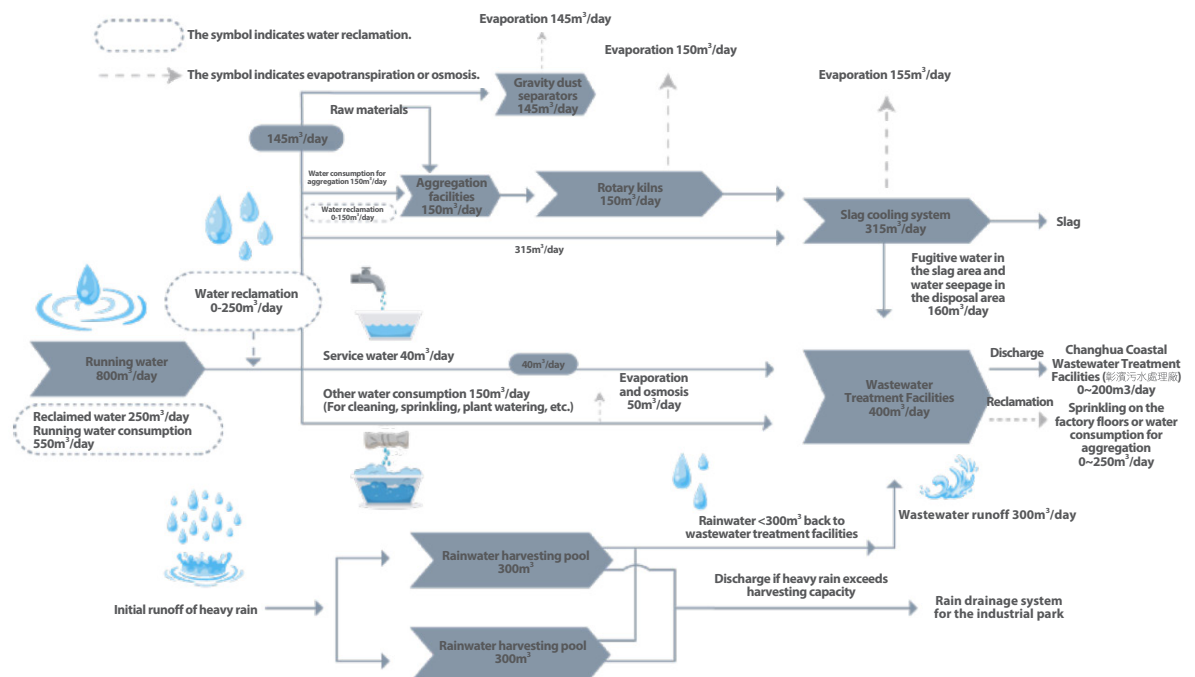 Evaporation 145m³/day
The symbol indicates water reclamation.
Evaporation 150m³/day
The symbol indicates evapotranspiration or osmosis.
Evaporation 155m³/day
Gravity dust
separators
145m³/day
Raw materials
145m³/day
Water consumption for
aggregation 150m³/day
Water reclamation
0-150m³/day
Aggregation
facilities
150m³/day
Rotary kilns
150m³/day
Slag cooling system
315m³/day
Slag
315m³/day
Fugitive water in
the slag area and
water seepage in
the disposal area
160m³/day
Water reclamation
0-250m³/day
Running water
800m³/day
Service water 40m³/day
40m³/day
Other water consumption 150m³/day
(For cleaning, sprinkling, plant watering, etc.)
Evaporation
and osmosis
50m³/day
Wastewater
Treatment Facilities
400m³/day
Discharge
Changhua Coastal
Wastewater Treatment
Facilities (彰濱污水處理廠)
0~200m3/day
Reclamation
Sprinkling on the
factory floors or water
consumption for
aggregation
0~250m³/day
Reclaimed water 250m³/day
Running water consumption
550m³/day
Rainwater <300m³ back to
wastewater treatment facilities
Wastewater runoff 300m³/day
Rainwater harvesting pool
300m³
Initial runoff of heavy rain
Discharge if heavy rain exceeds
harvesting capacity
Rain drainage system
for the industrial park
Rainwater harvesting pool
300m³